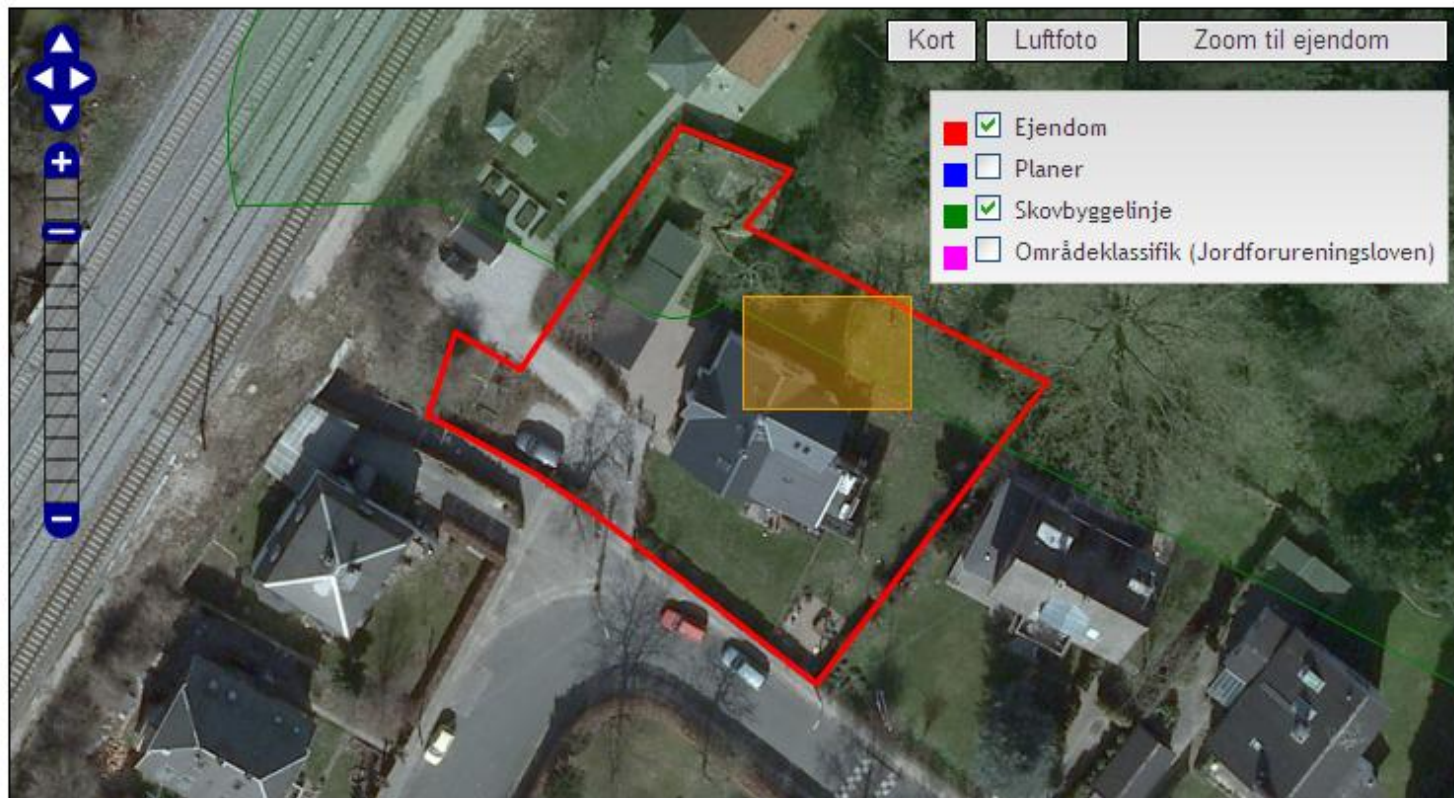 Kort
Luftfoto
Zoom til ejendom
Ejendom
Planer
Skovbyggelinje
Områdeklassifik (Jordforureningsloven)